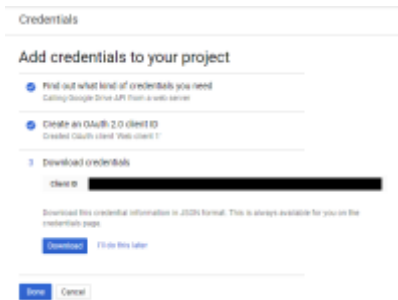 Credentials
Add credentials to your project
Find out what kind of credentials you need
Calling Google Drive API from a web server
Create an OAuth 2.0 client ID
Created OAuth client 'Web client 1'
3 Download credentials
Client ID
Download this credential information in JSON format. This is always available for you on the
credentials page.
Download I'll do this later
Done Cancel